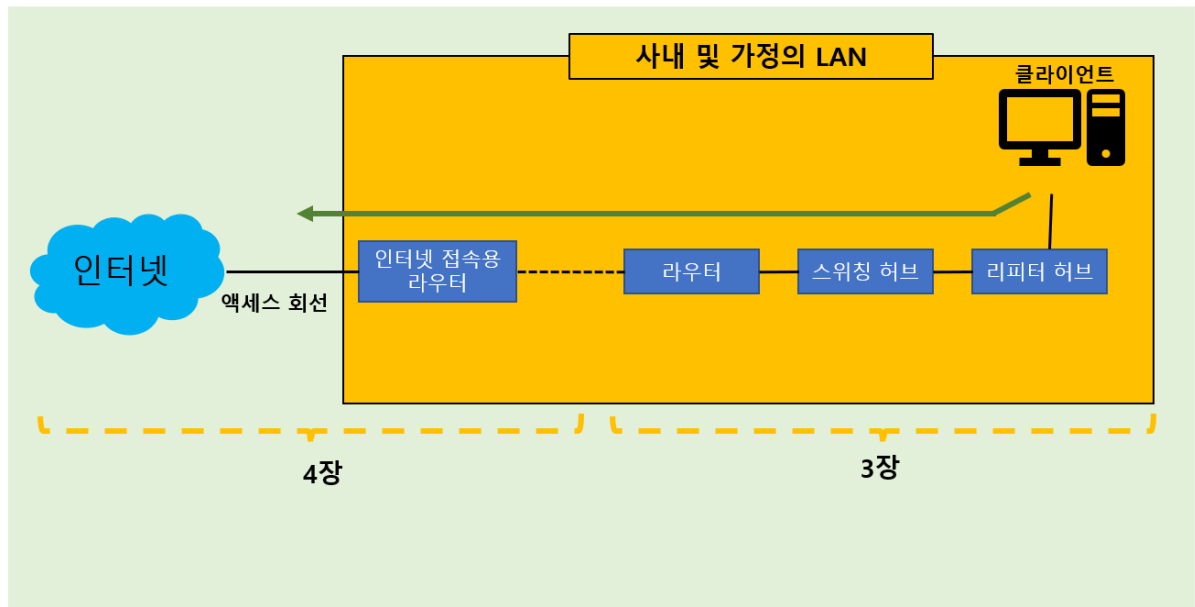 사내 및 가정의 LAN
클라이언트
인터넷
액세스 회선
인터넷 접속용
라우터
라우터
스위칭 허브
리피터 허브
4장
3장